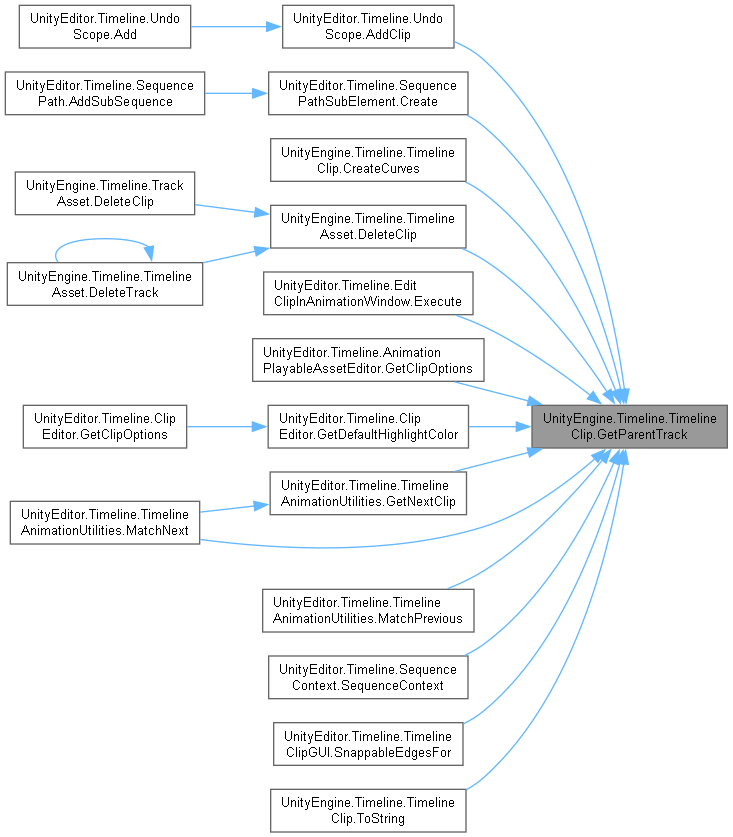 UnityEditor.Timeline.Undo
Scope.Add
UnityEditor.Timeline.Undo
Scope.AddClip
UnityEditor.Timeline.Sequence
Path.AddSubSequence
UnityEditor.Timeline.Sequence
PathSubElement.Create
UnityEngine.Timeline.Timeline
Clip.CreateCurves
UnityEngine.Timeline.Track
Asset.DeleteClip
UnityEngine.Timeline.Timeline
Asset.DeleteClip
UnityEngine.Timeline.Timeline
Asset.DeleteTrack
UnityEditor.Timeline.Edit
ClipInAnimationWindow.Execute
UnityEditor.Timeline.Animation
PlayableAssetEditor.GetClipOptions
UnityEditor.Timeline.Clip
Editor.GetClipOptions
UnityEditor.Timeline.Clip
Editor.GetDefaultHighlightColor
UnityEngine.Timeline.Timeline
Clip.GetParentTrack
UnityEditor.Timeline.Timeline
AnimationUtilities.GetNextClip
UnityEditor.Timeline.Timeline
AnimationUtilities.MatchNext
UnityEditor.Timeline.Timeline
AnimationUtilities.MatchPrevious
UnityEditor.Timeline.Sequence
Context.SequenceContext
UnityEditor.Timeline.Timeline
ClipGUI.SnappableEdgesFor
UnityEngine.Timeline.Timeline
Clip.ToString